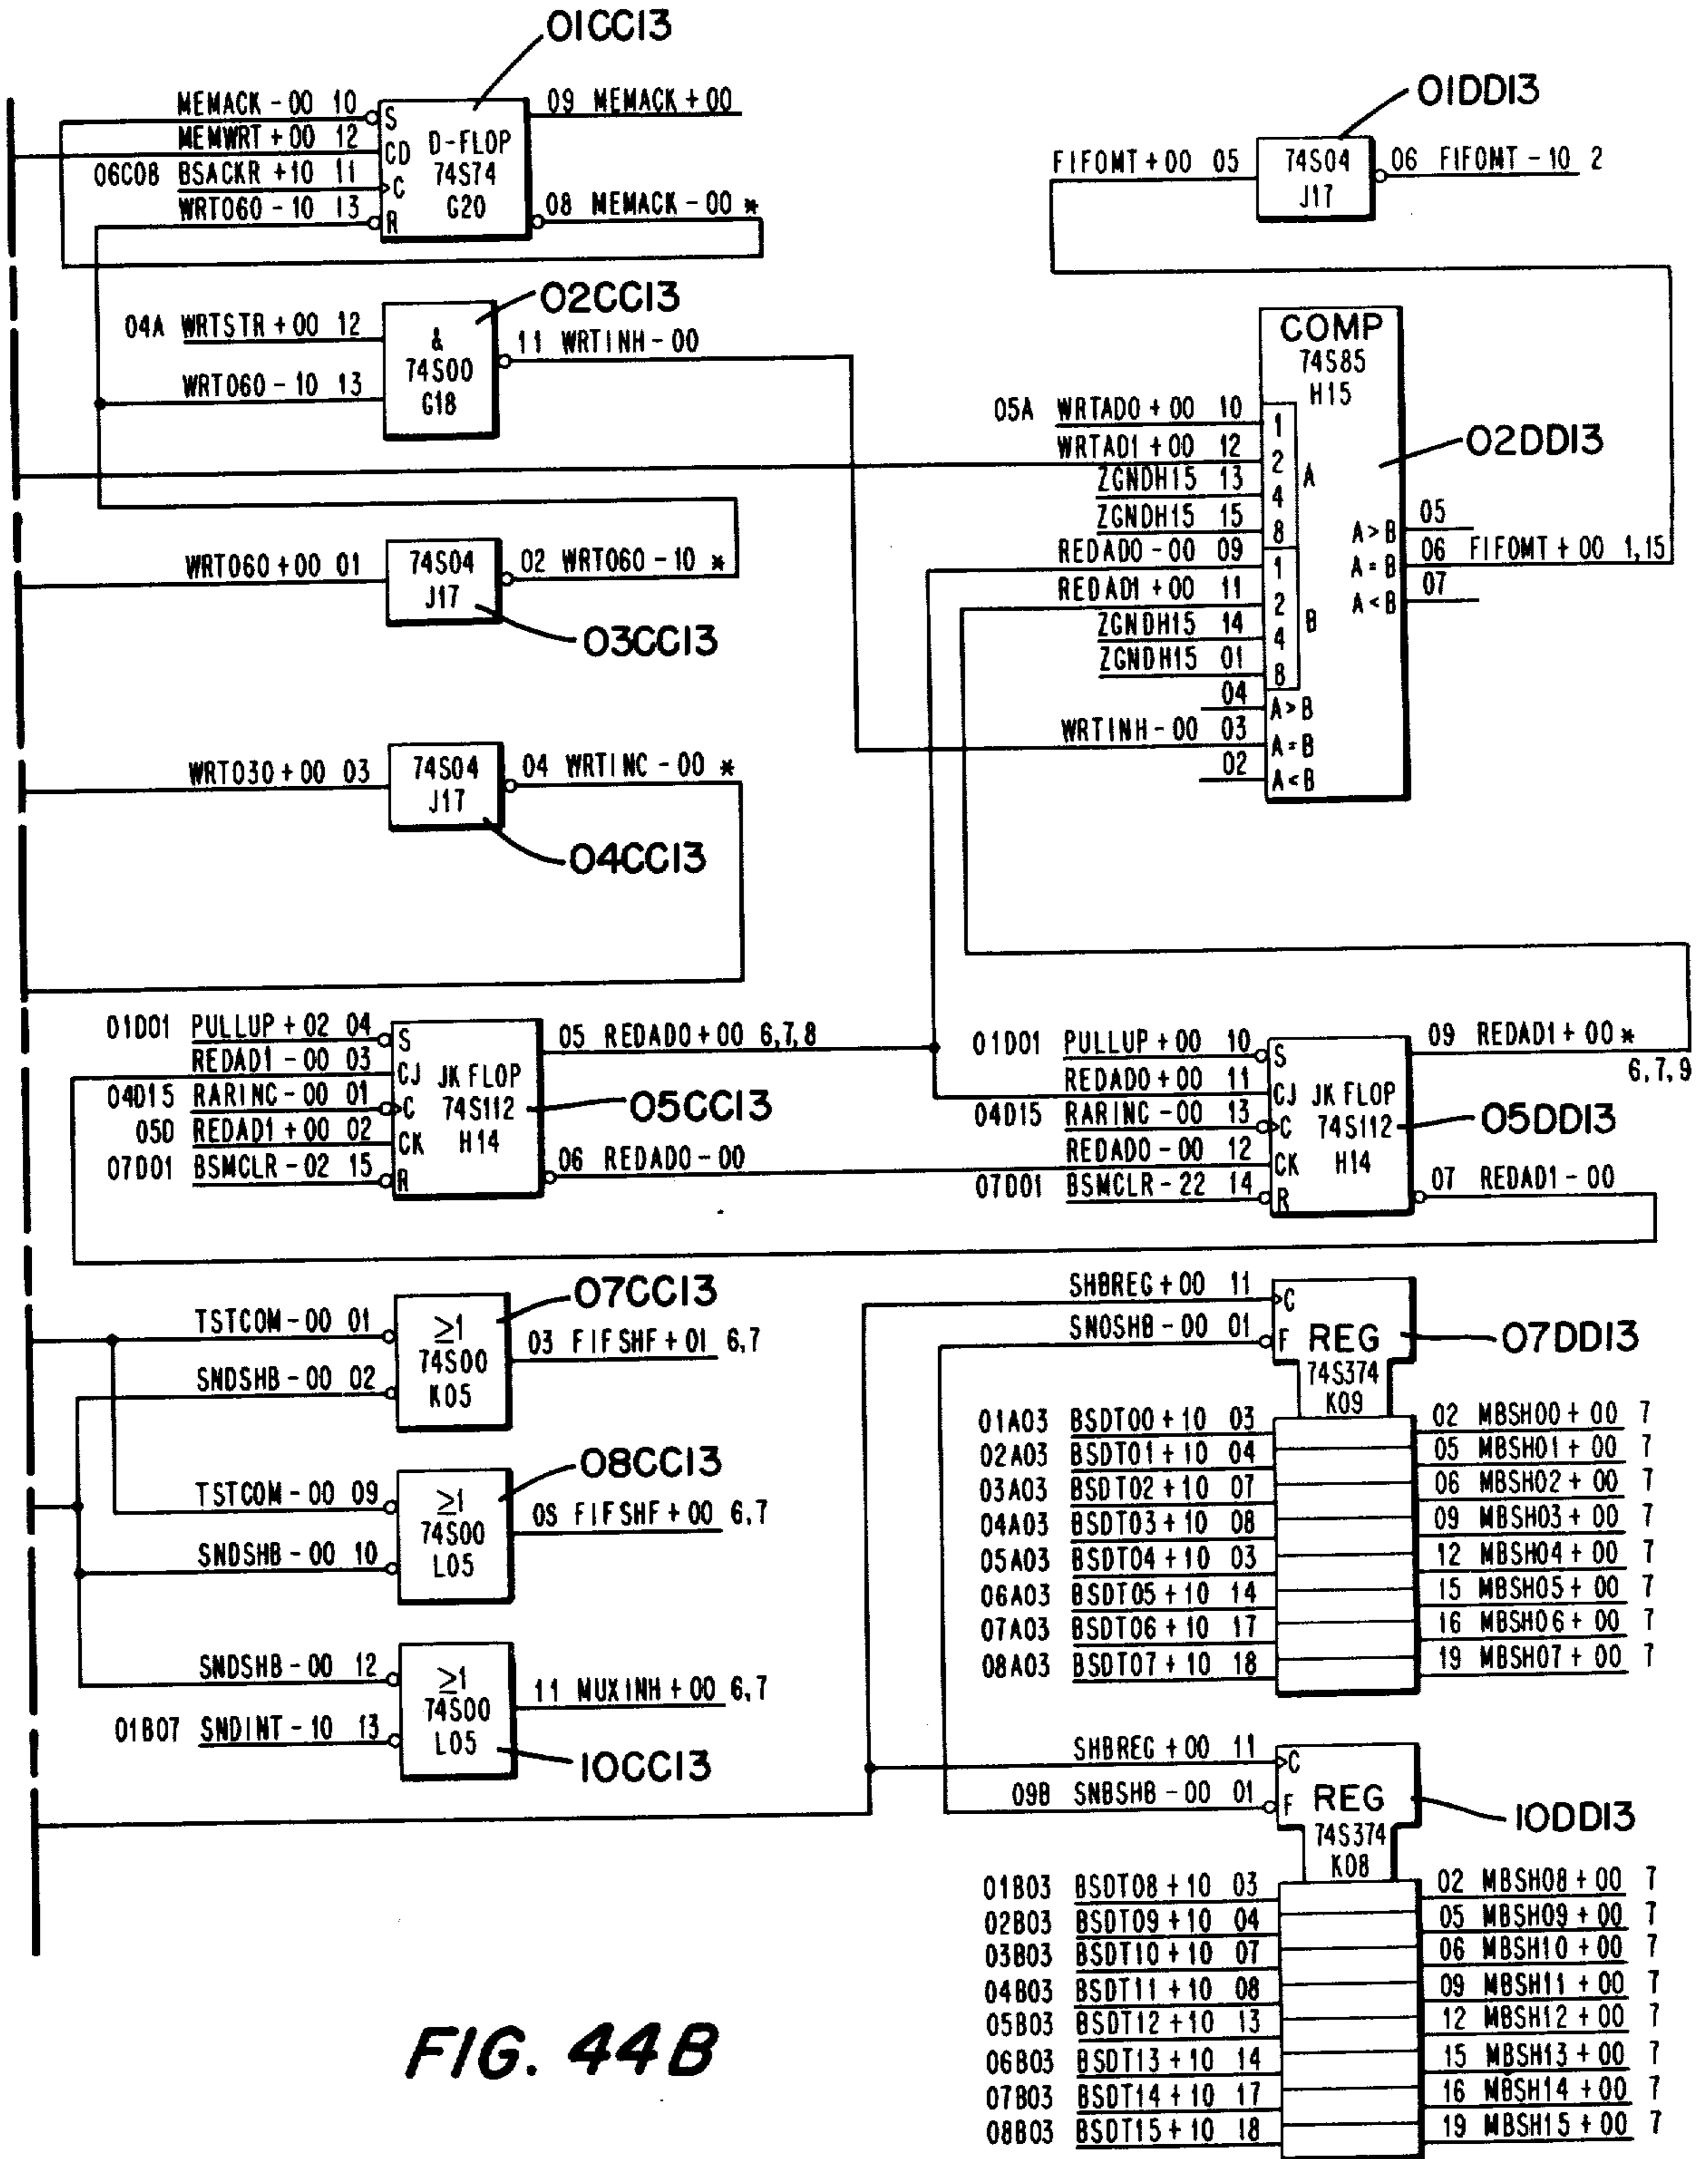 01CC13
MEMACK - 00 10
MEMWRT + 00 12
06C08 BSACKR +10 11
WRT060 - 10 13
S
CD
C
R
D-FLOP
74S74
G20
09 MEMACK + 00
08 MEMACK - 00 *
01DD13
FIFOMT + 00 05
74S04
J17
06 FIFOMT - 10 2
02CC13
04A WRTSTR + 00 12
WRT060 - 10 13
&
74S00
G18
11 WRTINH - 00
COMP
74S85
H15
02DD13
05A WRTAD0 + 00 10
WRTAD1 + 00 12
ZGNDH15 13
ZGNDH15 15
REDAD0 - 00 09
REDAD1 + 00 11
ZGNDH15 14
ZGNDH15 01
04
WRTINH - 00 03
02
1
2
4
8
A
1
2
4
8
B
A > B
A = B
A < B
A > B
A = B
A < B
05
06 FIFOMT + 00 1,15
07
WRT060 + 00 01
74S04
J17
02 WRT060 - 10 *
03CC13
WRT030 + 00 03
74S04
J17
04 WRTINC - 00 *
04CC13
01D01 PULLUP + 02 04
REDAD1 - 00 03
04D15 RARINC - 00 01
05D REDAD1 + 00 02
07D01 BSMCLR - 02 15
S
CJ
C
CK
R
JK FLOP
74S112
H14
05 REDAD0 + 00 6,7,8
06 REDAD0 - 00
05CC13
01D01 PULLUP + 00 10
REDAD0 + 00 11
04D15 RARINC - 00 13
REDAD0 - 00 12
07D01 BSMCLR - 22 14
S
CJ
C
CK
R
JK FLOP
74S112
H14
09 REDAD1 + 00 *
6,7,9
07 REDAD1 - 00
05DD13
07CC13
TSTCOM - 00 01
SNDSHB - 00 02
≥1
74S00
K05
03 FIFSHF + 01 6,7
08CC13
TSTCOM - 00 09
SNDSHB - 00 10
≥1
74S00
L05
0S FIFSHF + 00 6,7
SNDSHB - 00 12
01B07 SNDINT - 10 13
≥1
74S00
L05
11 MUXINH + 00 6,7
10CC13
SHBREG + 00 11
SNOSHB - 00 01
C
F
REG
74S374
K09
07DD13
01A03 BSDT00 + 10 03
02A03 BSDT01 + 10 04
03A03 BSDT02 + 10 07
04A03 BSDT03 + 10 08
05A03 BSDT04 + 10 03
06A03 BSDT05 + 10 14
07A03 BSDT06 + 10 17
08A03 BSDT07 + 10 18
02 MBSH00 + 00 7
05 MBSH01 + 00 7
06 MBSH02 + 00 7
09 MBSH03 + 00 7
12 MBSH04 + 00 7
15 MBSH05 + 00 7
16 MBSH06 + 00 7
19 MBSH07 + 00 7
SHBREG + 00 11
09B SNBSHB - 00 01
C
F
REG
74S374
K08
10DD13
01B03 BSDT08 + 10 03
02B03 BSDT09 + 10 04
03B03 BSDT10 + 10 07
04B03 BSDT11 + 10 08
05B03 BSDT12 + 10 13
06B03 BSDT13 + 10 14
07B03 BSDT14 + 10 17
08B03 BSDT15 + 10 18
02 MBSH08 + 00 7
05 MBSH09 + 00 7
06 MBSH10 + 00 7
09 MBSH11 + 00 7
12 MBSH12 + 00 7
15 MBSH13 + 00 7
16 MBSH14 + 00 7
19 MBSH15 + 00 7
FIG. 44B